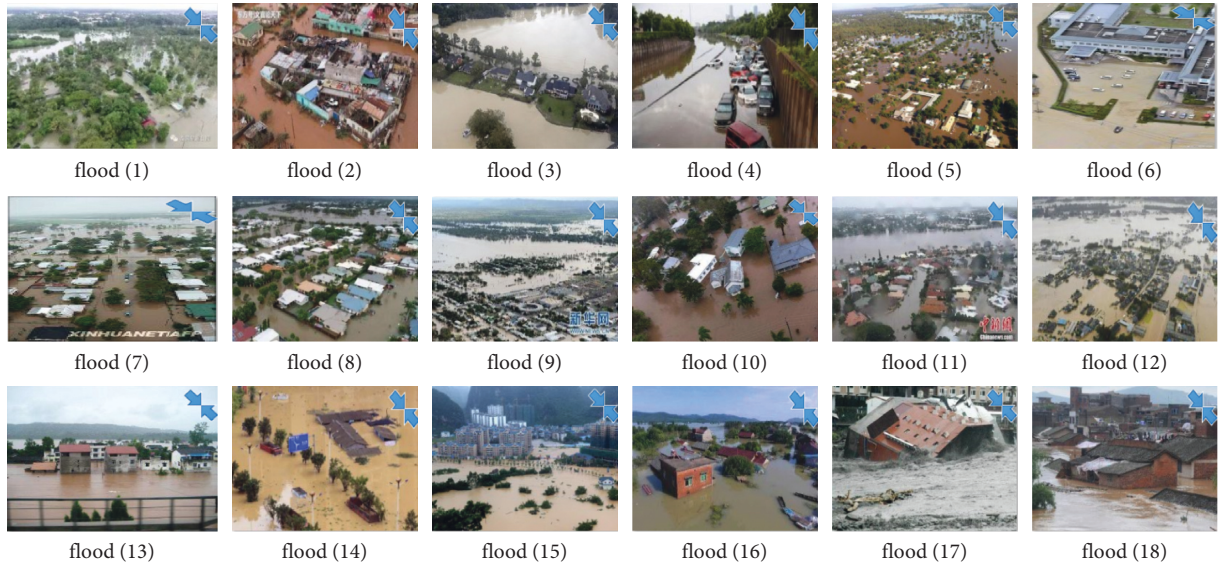 flood (1)
flood (2)
flood (3)
flood (4)
flood (5)
flood (6)
XINHUANET/AFP
flood (7)
flood (8)
新华网
flood (9)
flood (10)
中新网
Chinanews.com
flood (11)
flood (12)
flood (13)
flood (14)
flood (15)
flood (16)
flood (17)
flood (18)